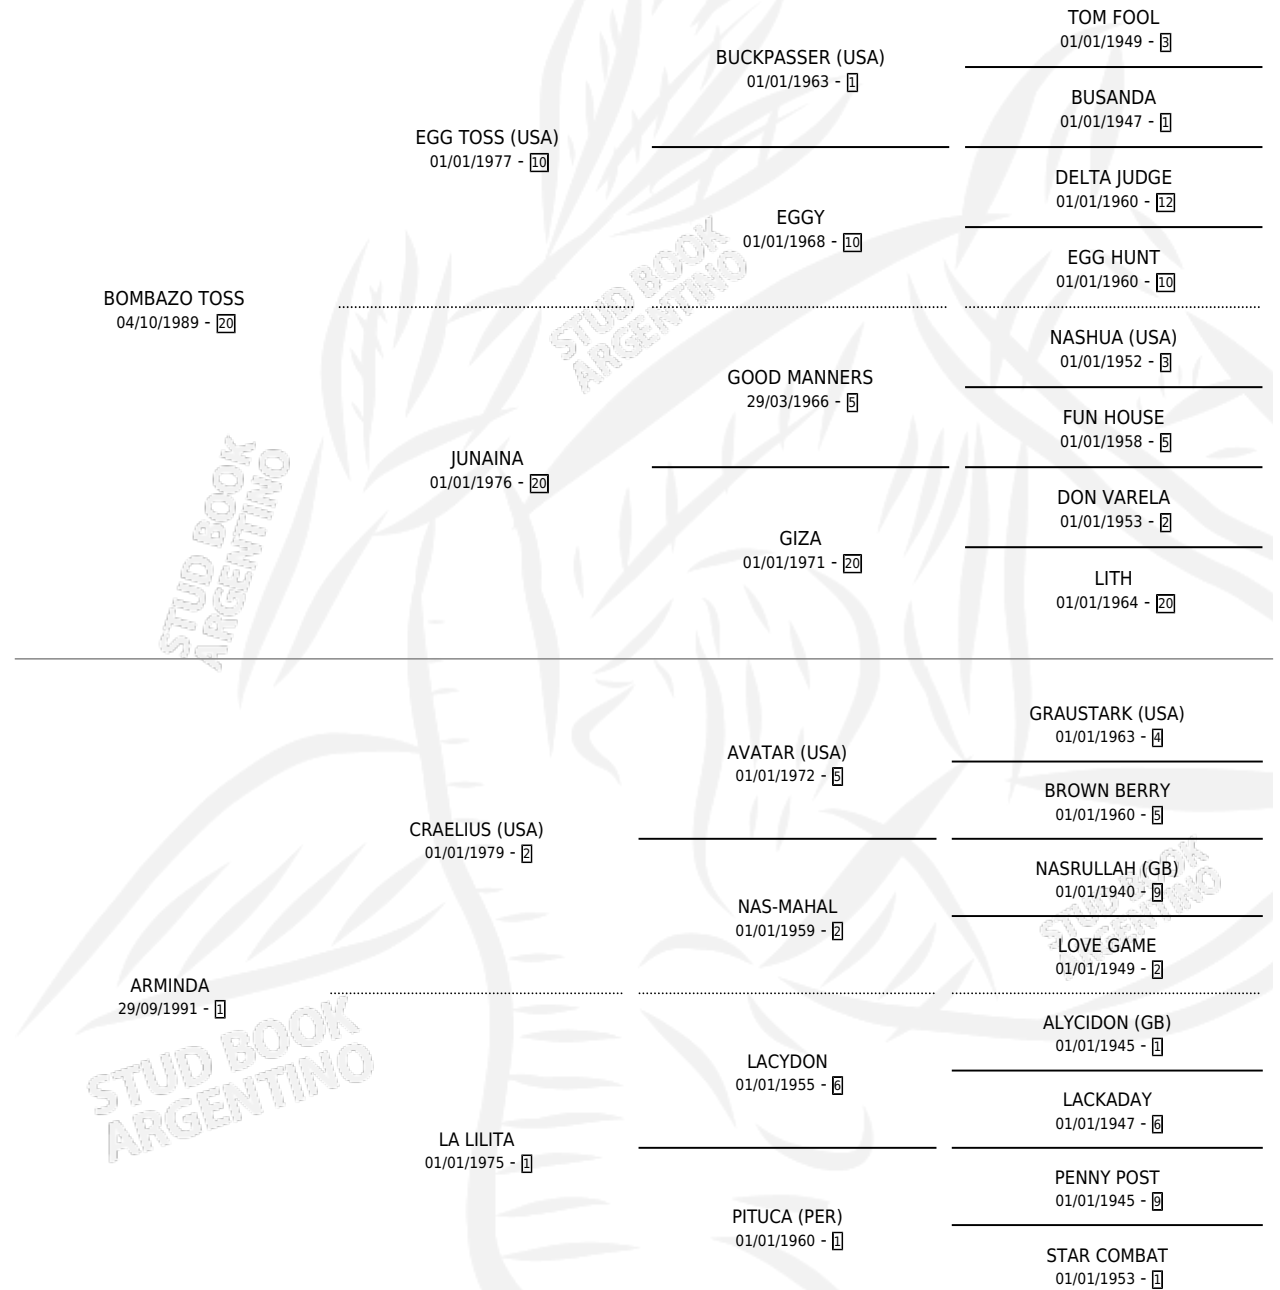 BOMBAZO TOSS
04/10/1989 - 20
EGG TOSS (USA)
01/01/1977 - 10
JUNAINA
01/01/1976 - 20
BUCKPASSER (USA)
01/01/1963 - 1
EGGY
01/01/1968 - 10
GOOD MANNERS
29/03/1966 - 5
GIZA
01/01/1971 - 20
TOM FOOL
01/01/1949 - 3
BUSANDA
01/01/1947 - 1
DELTA JUDGE
01/01/1960 - 12
EGG HUNT
01/01/1960 - 10
NASHUA (USA)
01/01/1952 - 3
FUN HOUSE
01/01/1958 - 5
DON VARELA
01/01/1953 - 2
LITH
01/01/1964 - 20
STUD BOOK
ARGENTINO
STUD BOOK
ARGENTINO
ARMINDA
29/09/1991 - 1
CRAELIUS (USA)
01/01/1979 - 2
LA LILITA
01/01/1975 - 1
AVATAR (USA)
01/01/1972 - 5
NAS-MAHAL
01/01/1959 - 2
LACYDON
01/01/1955 - 6
PITUCA (PER)
01/01/1960 - 1
GRAUSTARK (USA)
01/01/1963 - 4
BROWN BERRY
01/01/1960 - 5
NASRULLAH (GB)
01/01/1940 - 9
LOVE GAME
01/01/1949 - 2
ALYCIDON (GB)
01/01/1945 - 1
LACKADAY
01/01/1947 - 6
PENNY POST
01/01/1945 - 9
STAR COMBAT
01/01/1953 - 1
STUD BOOK
ARGENTINO
STUD BOOK
ARGENTINO